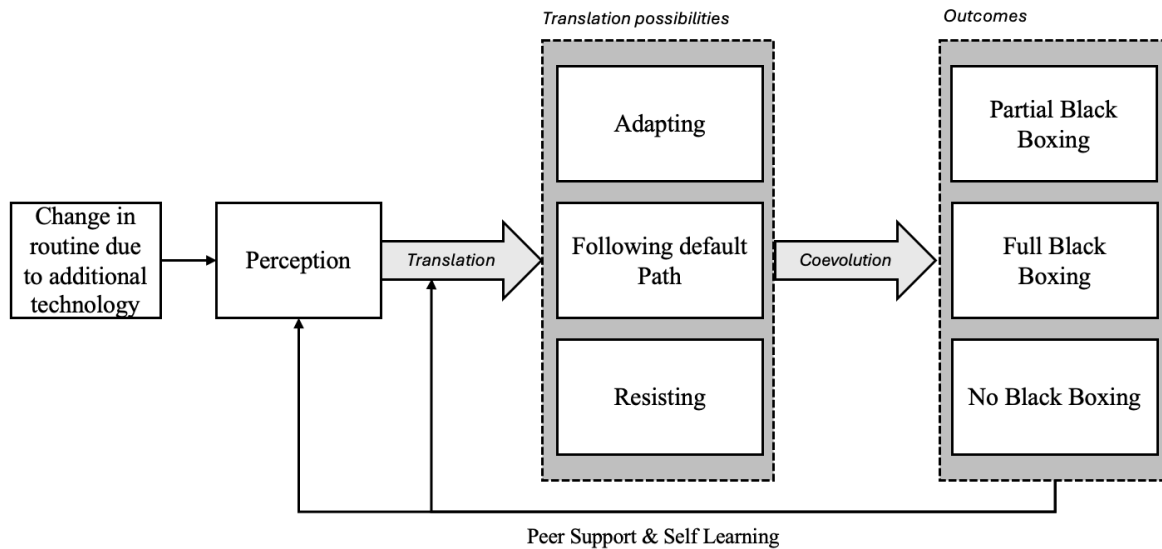 Translation possibilities
Outcomes
Adapting
Partial Black
Boxing
Change in
routine due
to additional
technology
Perception
Translation
Following default
Path
Coevolution
Full Black
Boxing
Resisting
No Black Boxing
Peer Support & Self Learning